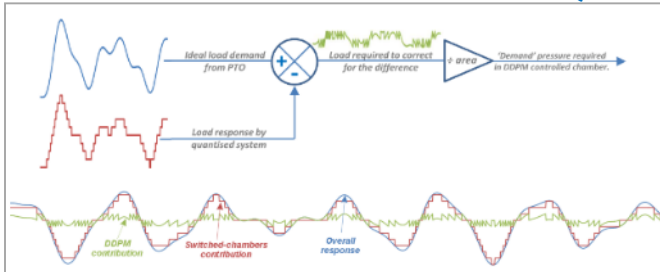 Ideal load demand
from PTO
+
-
Load required to correct
for the difference
÷ area
'Demand' pressure required
in DDPM controlled chamber.
Load response by
quantised system
DDPM
contribution
Switched-chambers
contribution
Overall
response